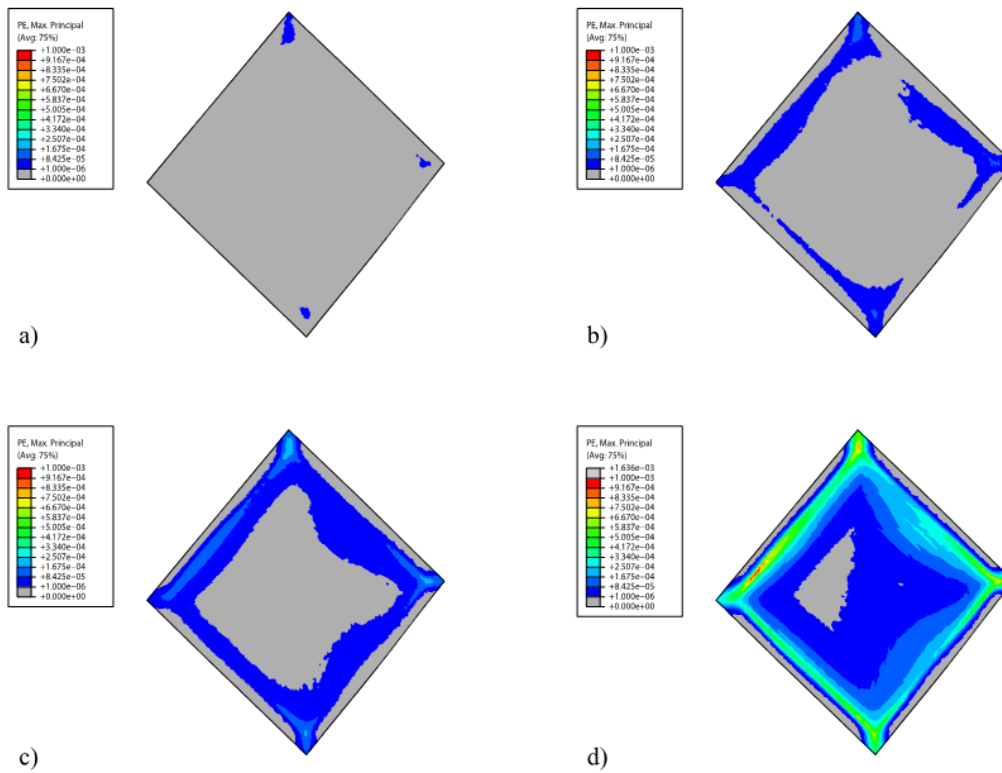 PE, Max. Principal
(Avg: 75%)
+1.000e−03
+9.167e−04
+8.335e−04
+7.502e−04
+6.670e−04
+5.837e−04
+5.005e−04
+4.172e−04
+3.340e−04
+2.507e−04
+1.675e−04
+8.425e−05
+1.000e−06
+0.000e+00
a)
PE, Max. Principal
(Avg: 75%)
+1.000e−03
+9.167e−04
+8.335e−04
+7.502e−04
+6.670e−04
+5.837e−04
+5.005e−04
+4.172e−04
+3.340e−04
+2.507e−04
+1.675e−04
+8.425e−05
+1.000e−06
+0.000e+00
b)
PE, Max. Principal
(Avg: 75%)
+1.000e−03
+9.167e−04
+8.335e−04
+7.502e−04
+6.670e−04
+5.837e−04
+5.005e−04
+4.172e−04
+3.340e−04
+2.507e−04
+1.675e−04
+8.425e−05
+1.000e−06
+0.000e+00
c)
PE, Max. Principal
(Avg: 75%)
+1.636e−03
+1.000e−03
+9.167e−04
+8.335e−04
+7.502e−04
+6.670e−04
+5.837e−04
+5.005e−04
+4.172e−04
+3.340e−04
+2.507e−04
+1.675e−04
+8.425e−05
+1.000e−06
+0.000e+00
d)